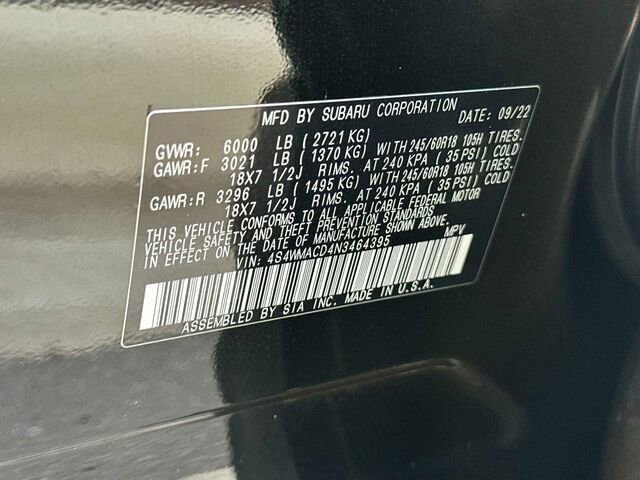 MFD BY SUBARU CORPORATION DATE: 09/22
GVWR: 6000 LB ( 2721 KG)
GAWR:F 3021 LB ( 1370 KG) WITH 245/60R18 105H TIRES.
18X7 1/2J RIMS. AT 240 KPA ( 35 PSI) COLD
GAWR:R 3296 LB ( 1495 KG) WITH 245/60R18 105H TIRES.
18X7 1/2J RIMS. AT 240 KPA ( 35 PSI) COLD
THIS VEHICLE CONFORMS TO ALL APPLICABLE FEDERAL MOTOR
VEHICLE SAFETY AND THEFT PREVENTION STANDARDS
IN EFFECT ON THE DATE OF MANUFACTURE SHOWN ABOVE.
VIN: 4S4WMACD4N3464395 MPV
ASSEMBLED BY SIA INC. MADE IN U.S.A.